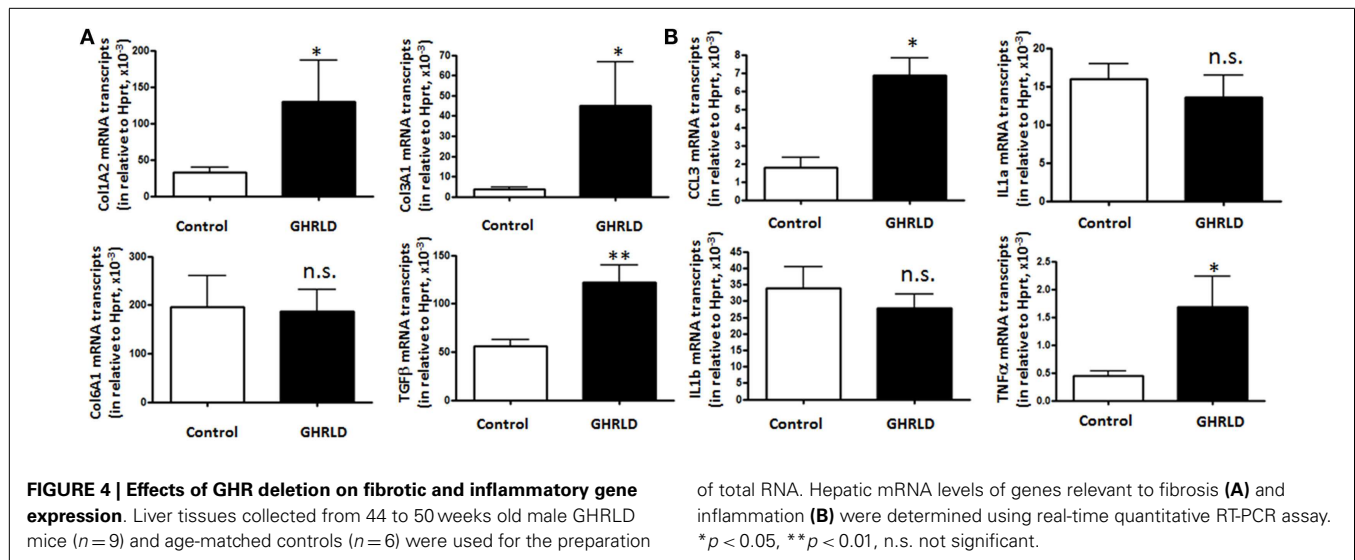 A
Col1A2 mRNA transcripts
(in relative to Hprt, x10⁻³)
200
150
100
50
0
*
Control
GHRLD
Col3A1 mRNA transcripts
(in relative to Hprt, x10⁻³)
70
60
50
40
30
20
10
0
*
Control
GHRLD
Col6A1 mRNA transcripts
(in relative to Hprt, x10⁻³)
300
200
100
0
n.s.
Control
GHRLD
TGFβ mRNA transcripts
(in relative to Hprt, x10⁻³)
150
100
50
0
**
Control
GHRLD
B
CCL3 mRNA transcripts
(in relative to Hprt, x10⁻³)
8
7
6
5
4
3
2
1
0
*
Control
GHRLD
IL1a mRNA transcripts
(in relative to Hprt, x10⁻³)
20
15
10
5
0
n.s.
Control
GHRLD
IL1b mRNA transcripts
(in relative to Hprt, x10⁻³)
45
40
35
30
25
20
15
10
5
0
n.s.
Control
GHRLD
TNFα mRNA transcripts
(in relative to Hprt, x10⁻³)
2.5
2.0
1.5
1.0
0.5
0.0
*
Control
GHRLD
FIGURE 4 | Effects of GHR deletion on fibrotic and inflammatory gene
expression. Liver tissues collected from 44 to 50 weeks old male GHRLD
mice (n = 9) and age-matched controls (n = 6) were used for the preparation
of total RNA. Hepatic mRNA levels of genes relevant to fibrosis (A) and
inflammation (B) were determined using real-time quantitative RT-PCR assay.
*p < 0.05, **p < 0.01, n.s. not significant.